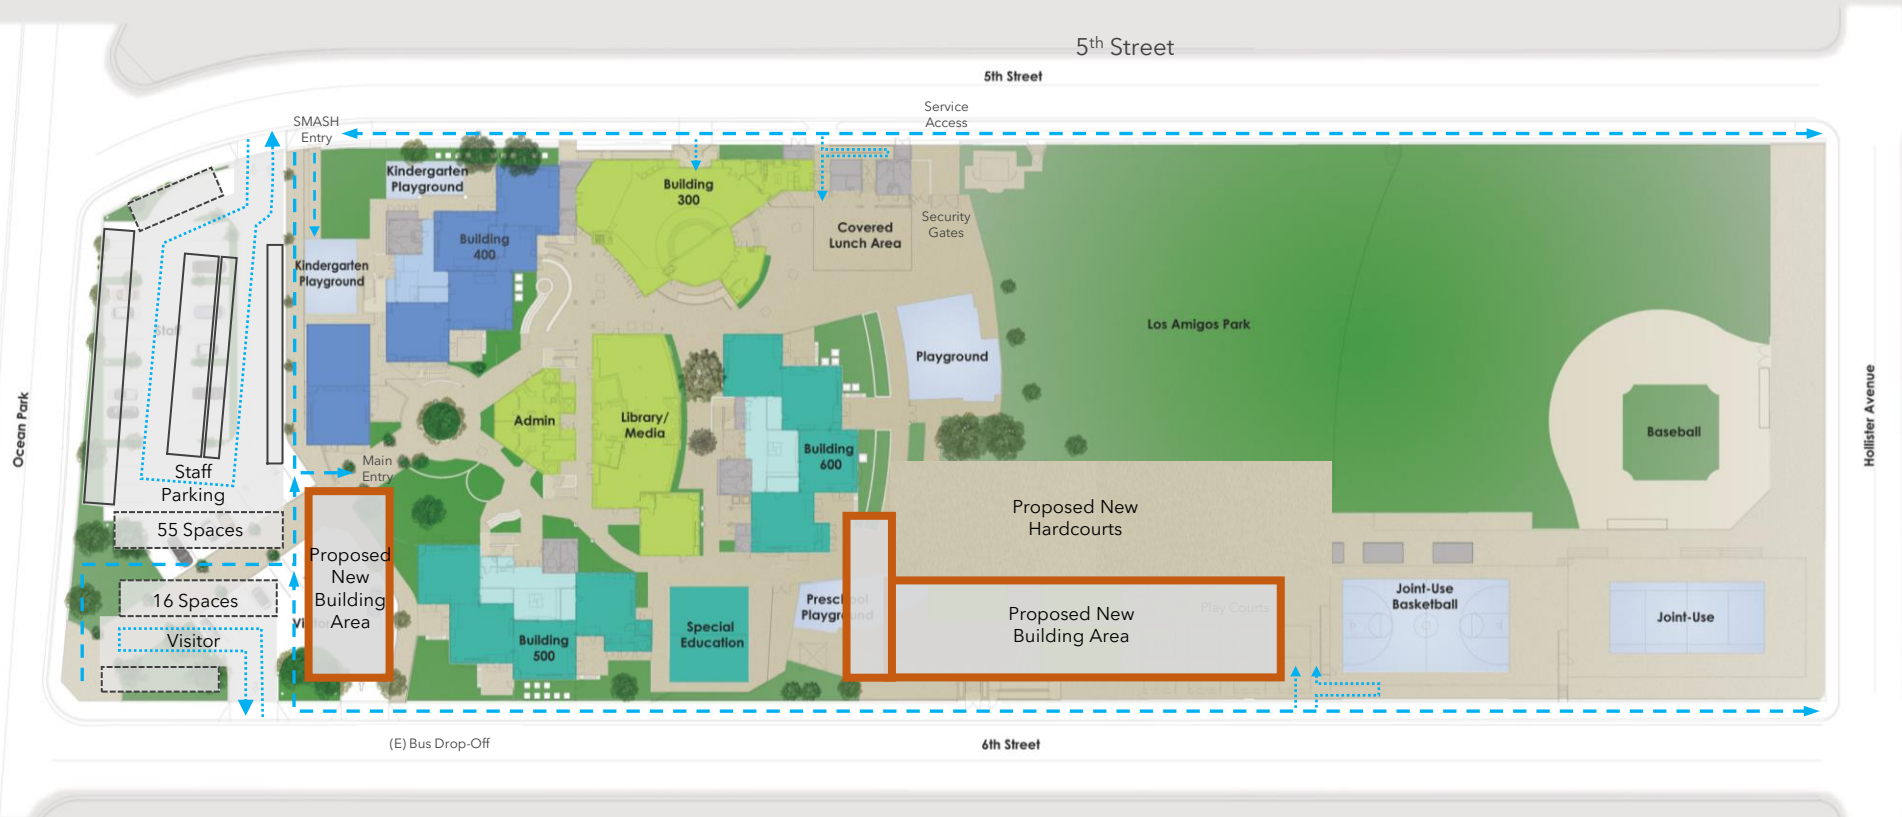 5th Street
5th Street
Service
Access
SMASH
Entry
Kindergarten
Playground
Building
300
Security
Gates
Covered
Lunch Area
Building
400
Kindergarten
Playground
Staff
Los Amigos Park
Playground
Ocean Park
Hollister Avenue
Admin
Library/
Media
Baseball
Building
600
Main
Entry
Staff
Parking
55 Spaces
Proposed New
Hardcourts
Proposed
New
Building
Area
16 Spaces
Visitor
Joint-Use
Basketball
Joint-Use
Preschool
Playground
Play Courts
Proposed New
Building Area
Special
Education
Building
500
(E) Bus Drop-Off
6th Street